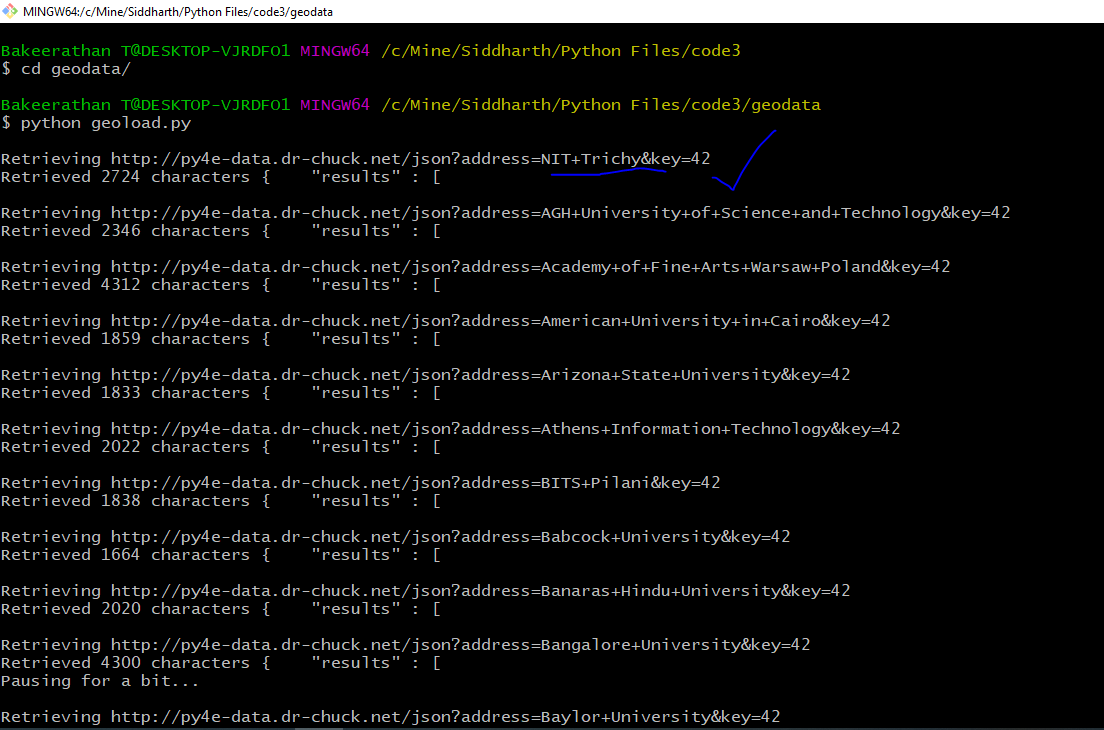 MINGW64:/c/Mine/Siddharth/Python Files/code3/geodata
Bakeerathan T@DESKTOP-VJRDFO1 MINGW64 /c/Mine/Siddharth/Python Files/code3
$ cd geodata/
Bakeerathan T@DESKTOP-VJRDFO1 MINGW64 /c/Mine/Siddharth/Python Files/code3/geodata
$ python geoload.py
Retrieving http://py4e-data.dr-chuck.net/json?address=NIT+Trichy&key=42
Retrieved 2724 characters {    "results" : [
Retrieving http://py4e-data.dr-chuck.net/json?address=AGH+University+of+Science+and+Technology&key=42
Retrieved 2346 characters {    "results" : [
Retrieving http://py4e-data.dr-chuck.net/json?address=Academy+of+Fine+Arts+Warsaw+Poland&key=42
Retrieved 4312 characters {    "results" : [
Retrieving http://py4e-data.dr-chuck.net/json?address=American+University+in+Cairo&key=42
Retrieved 1859 characters {    "results" : [
Retrieving http://py4e-data.dr-chuck.net/json?address=Arizona+State+University&key=42
Retrieved 1833 characters {    "results" : [
Retrieving http://py4e-data.dr-chuck.net/json?address=Athens+Information+Technology&key=42
Retrieved 2022 characters {    "results" : [
Retrieving http://py4e-data.dr-chuck.net/json?address=BITS+Pilani&key=42
Retrieved 1838 characters {    "results" : [
Retrieving http://py4e-data.dr-chuck.net/json?address=Babcock+University&key=42
Retrieved 1664 characters {    "results" : [
Retrieving http://py4e-data.dr-chuck.net/json?address=Banaras+Hindu+University&key=42
Retrieved 2020 characters {    "results" : [
Retrieving http://py4e-data.dr-chuck.net/json?address=Bangalore+University&key=42
Retrieved 4300 characters {    "results" : [
Pausing for a bit...
Retrieving http://py4e-data.dr-chuck.net/json?address=Baylor+University&key=42